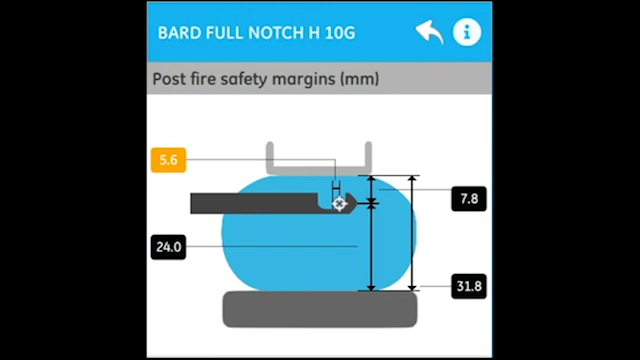 BARD FULL NOTCH H 10G
i
Post fire safety margins (mm)
5.6
7.8
24.0
31.8